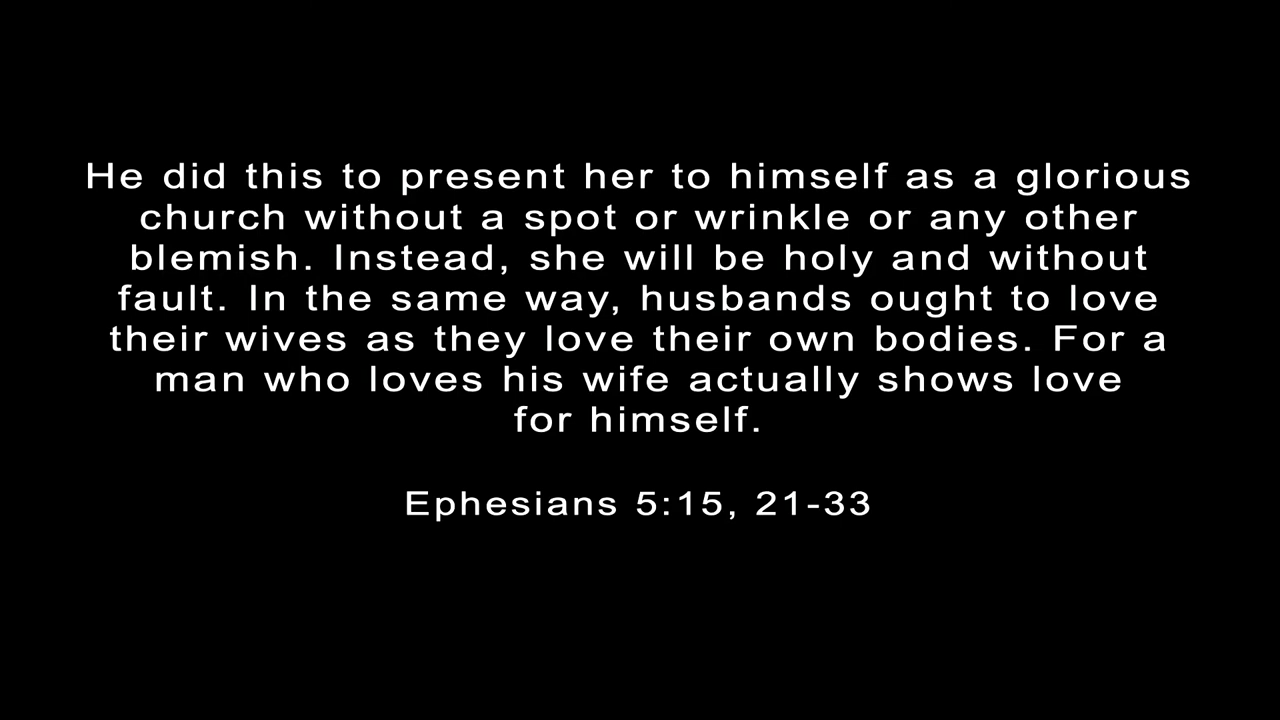 He did this to present her to himself as a glorious
church without a spot or wrinkle or any other
blemish. Instead, she will be holy and without
fault. In the same way, husbands ought to love
their wives as they love their own bodies. For a
man who loves his wife actually shows love
for himself.
Ephesians 5:15, 21-33